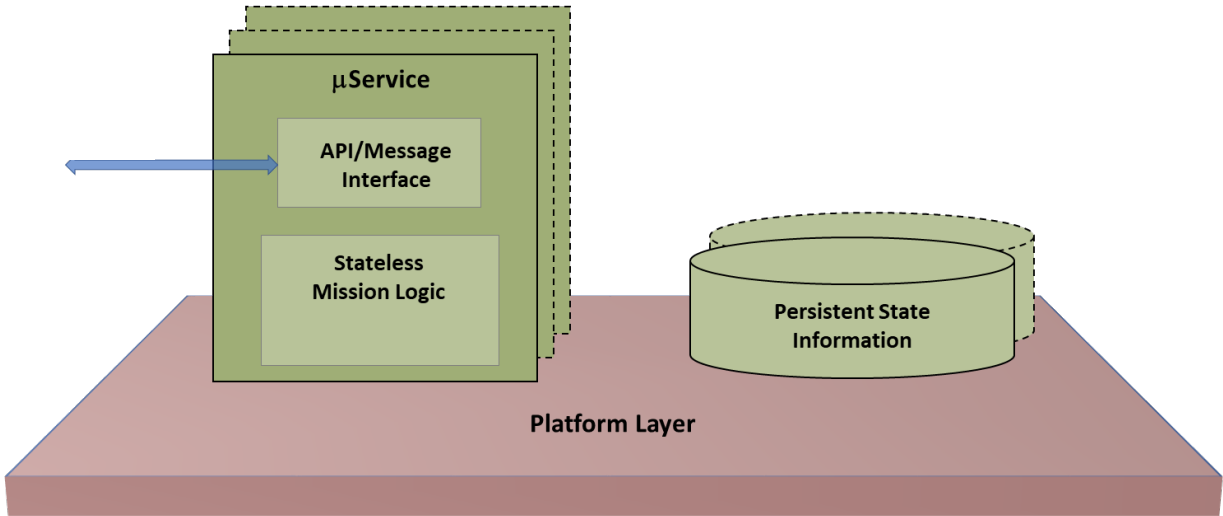 μService
API/Message
Interface
Stateless
Mission Logic
Persistent State
Information
Platform Layer